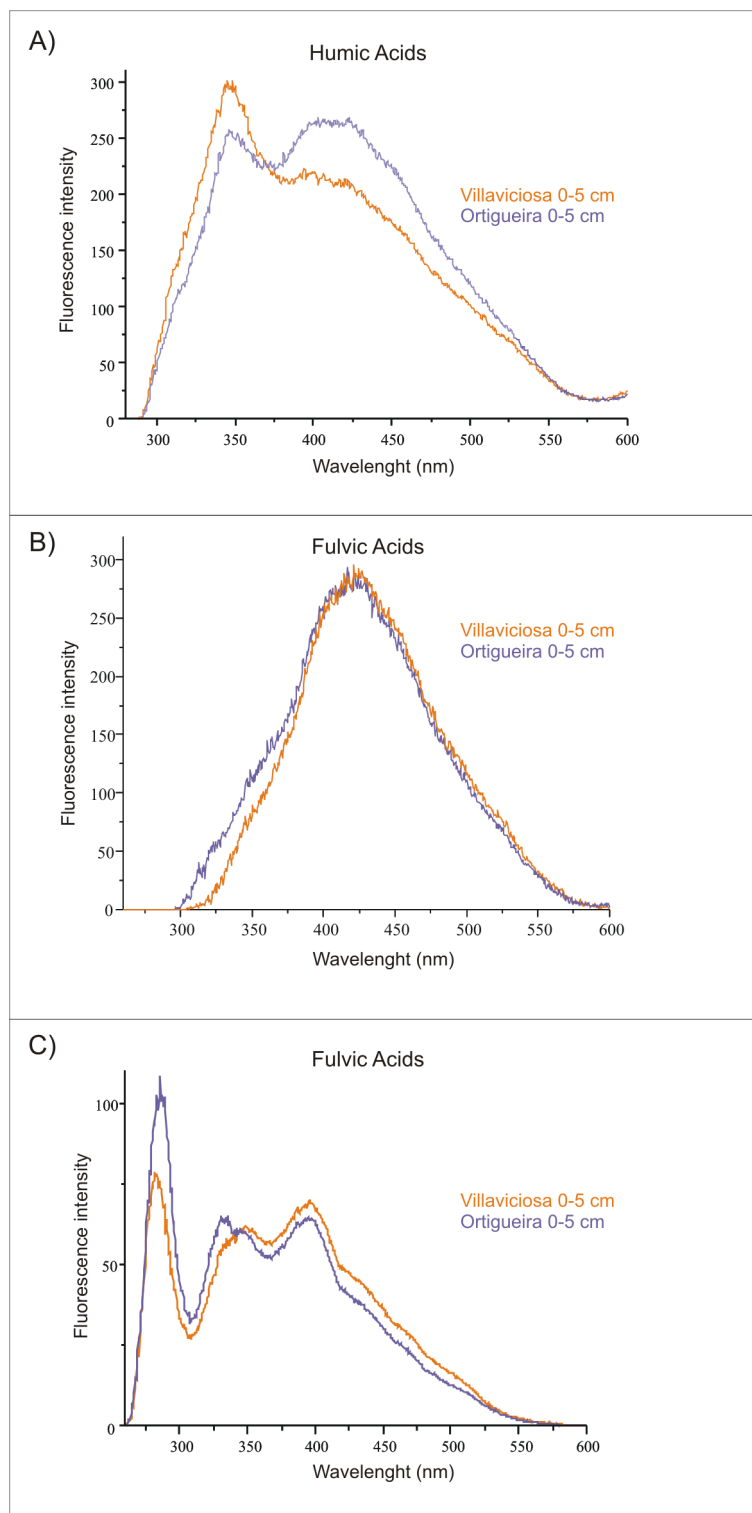 A)
Humic Acids
300
250
200
150
100
50
0
Fluorescence intensity
Villaviciosa 0-5 cm
Ortigueira 0-5 cm
300 350 400 450 500 550 600
Wavelenght (nm)
B)
Fulvic Acids
300
250
200
150
100
50
0
Fluorescence intensity
Villaviciosa 0-5 cm
Ortigueira 0-5 cm
300 350 400 450 500 550 600
Wavelenght (nm)
C)
Fulvic Acids
100
50
0
Fluorescence intensity
Villaviciosa 0-5 cm
Ortigueira 0-5 cm
300 350 400 450 500 550 600
Wavelenght (nm)